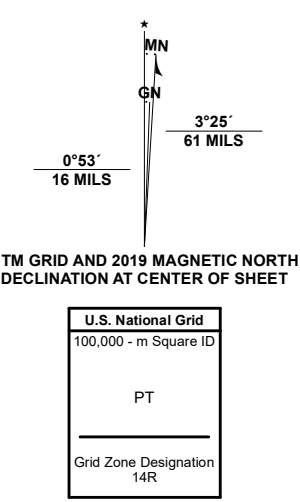 ★
MN
GN
3°25´
61 MILS
0°53´
16 MILS
TM GRID AND 2019 MAGNETIC NORTH
DECLINATION AT CENTER OF SHEET
U.S. National Grid
100,000 - m Square ID
PT
Grid Zone Designation
14R